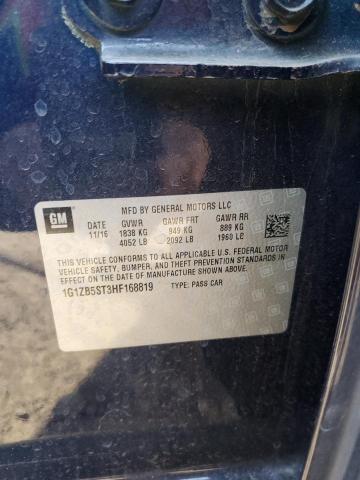 GM
MFD BY GENERAL MOTORS LLC
DATE GVWR GAWR FRT GAWR RR
11/16 1838 KG 949 KG 889 KG
4052 LB 2092 LB 1960 LB
THIS VEHICLE CONFORMS TO ALL APPLICABLE U.S. FEDERAL MOTOR
VEHICLE SAFETY, BUMPER, AND THEFT PREVENTION STANDARDS IN
EFFECT ON THE DATE OF MANUFACTURE SHOWN ABOVE.
1G1ZB5ST3HF168819 TYPE: PASS CAR